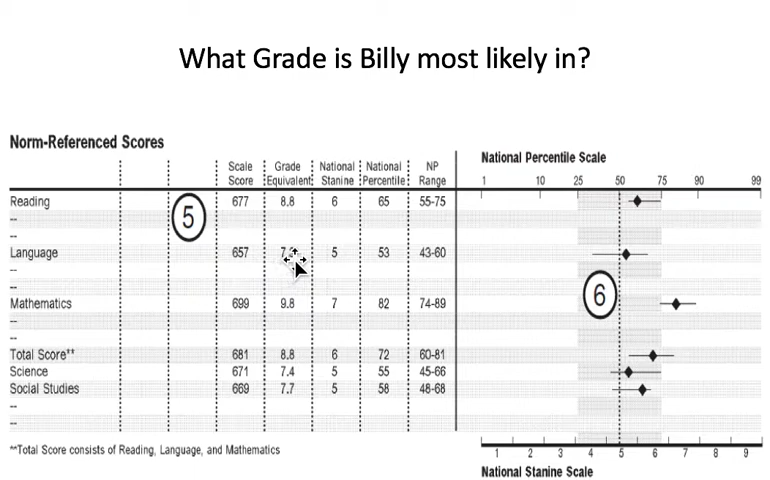 What Grade is Billy most likely in?
Norm-Referenced Scores
Scale Score Grade Equivalent National Stanine National Percentile NP Range
National Percentile Scale
1 10 25 50 75 90 99
Reading 677 8.8 6 65 55-75
--
--
5
Language 657 5 53 43-60
--
--
6
Mathematics 699 9.8 7 82 74-89
--
--
Total Score** 681 8.8 6 72 60-81
Science 671 7.4 5 55 45-66
Social Studies 669 7.7 5 58 48-68
--
--
**Total Score consists of Reading, Language, and Mathematics
1 2 3 4 5 6 7 8 9
National Stanine Scale